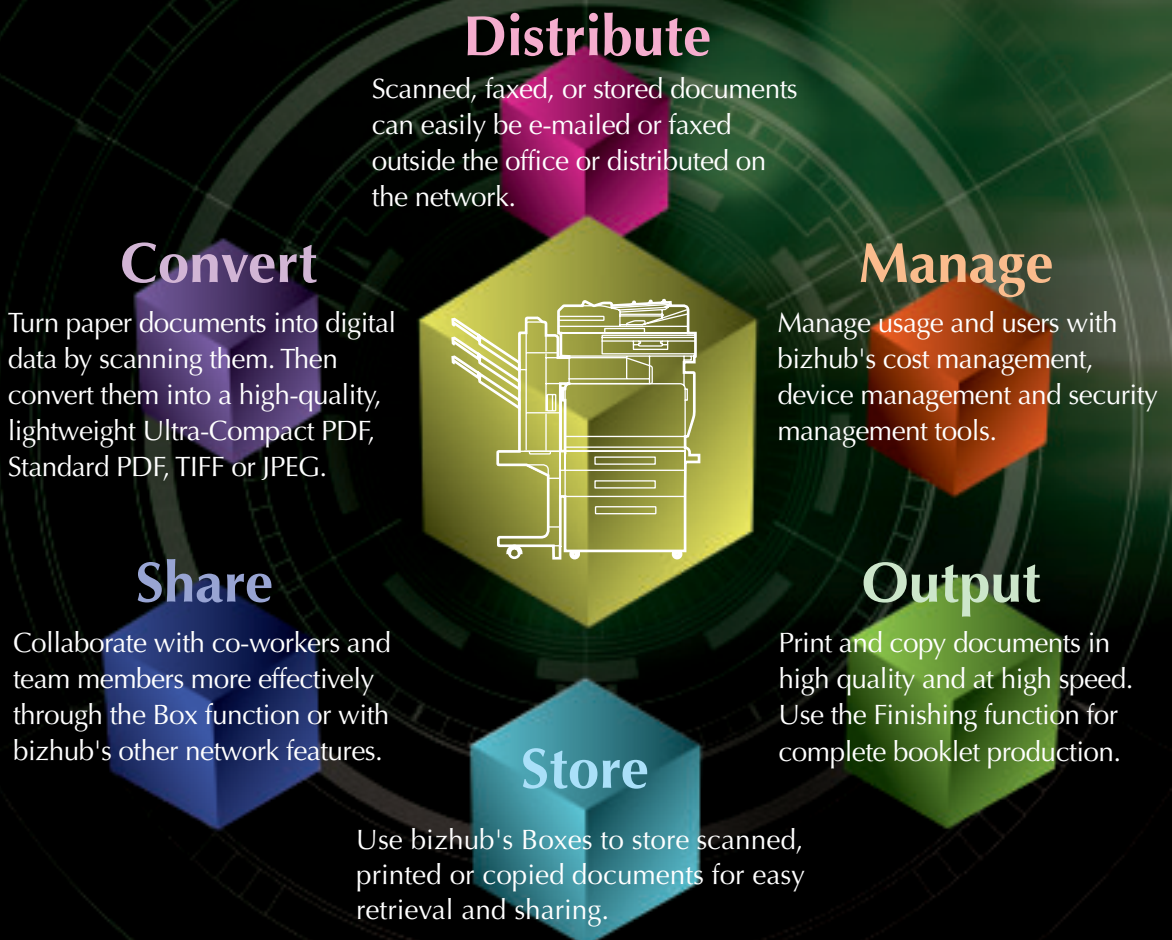 Distribute
Scanned, faxed, or stored documents
can easily be e-mailed or faxed
outside the office or distributed on
the network.
Convert
Turn paper documents into digital
data by scanning them. Then
convert them into a high-quality,
lightweight Ultra-Compact PDF,
Standard PDF, TIFF or JPEG.
Manage
Manage usage and users with
bizhub's cost management,
device management and security
management tools.
Share
Collaborate with co-workers and
team members more effectively
through the Box function or with
bizhub's other network features.
Output
Print and copy documents in
high quality and at high speed.
Use the Finishing function for
complete booklet production.
Store
Use bizhub's Boxes to store scanned,
printed or copied documents for easy
retrieval and sharing.